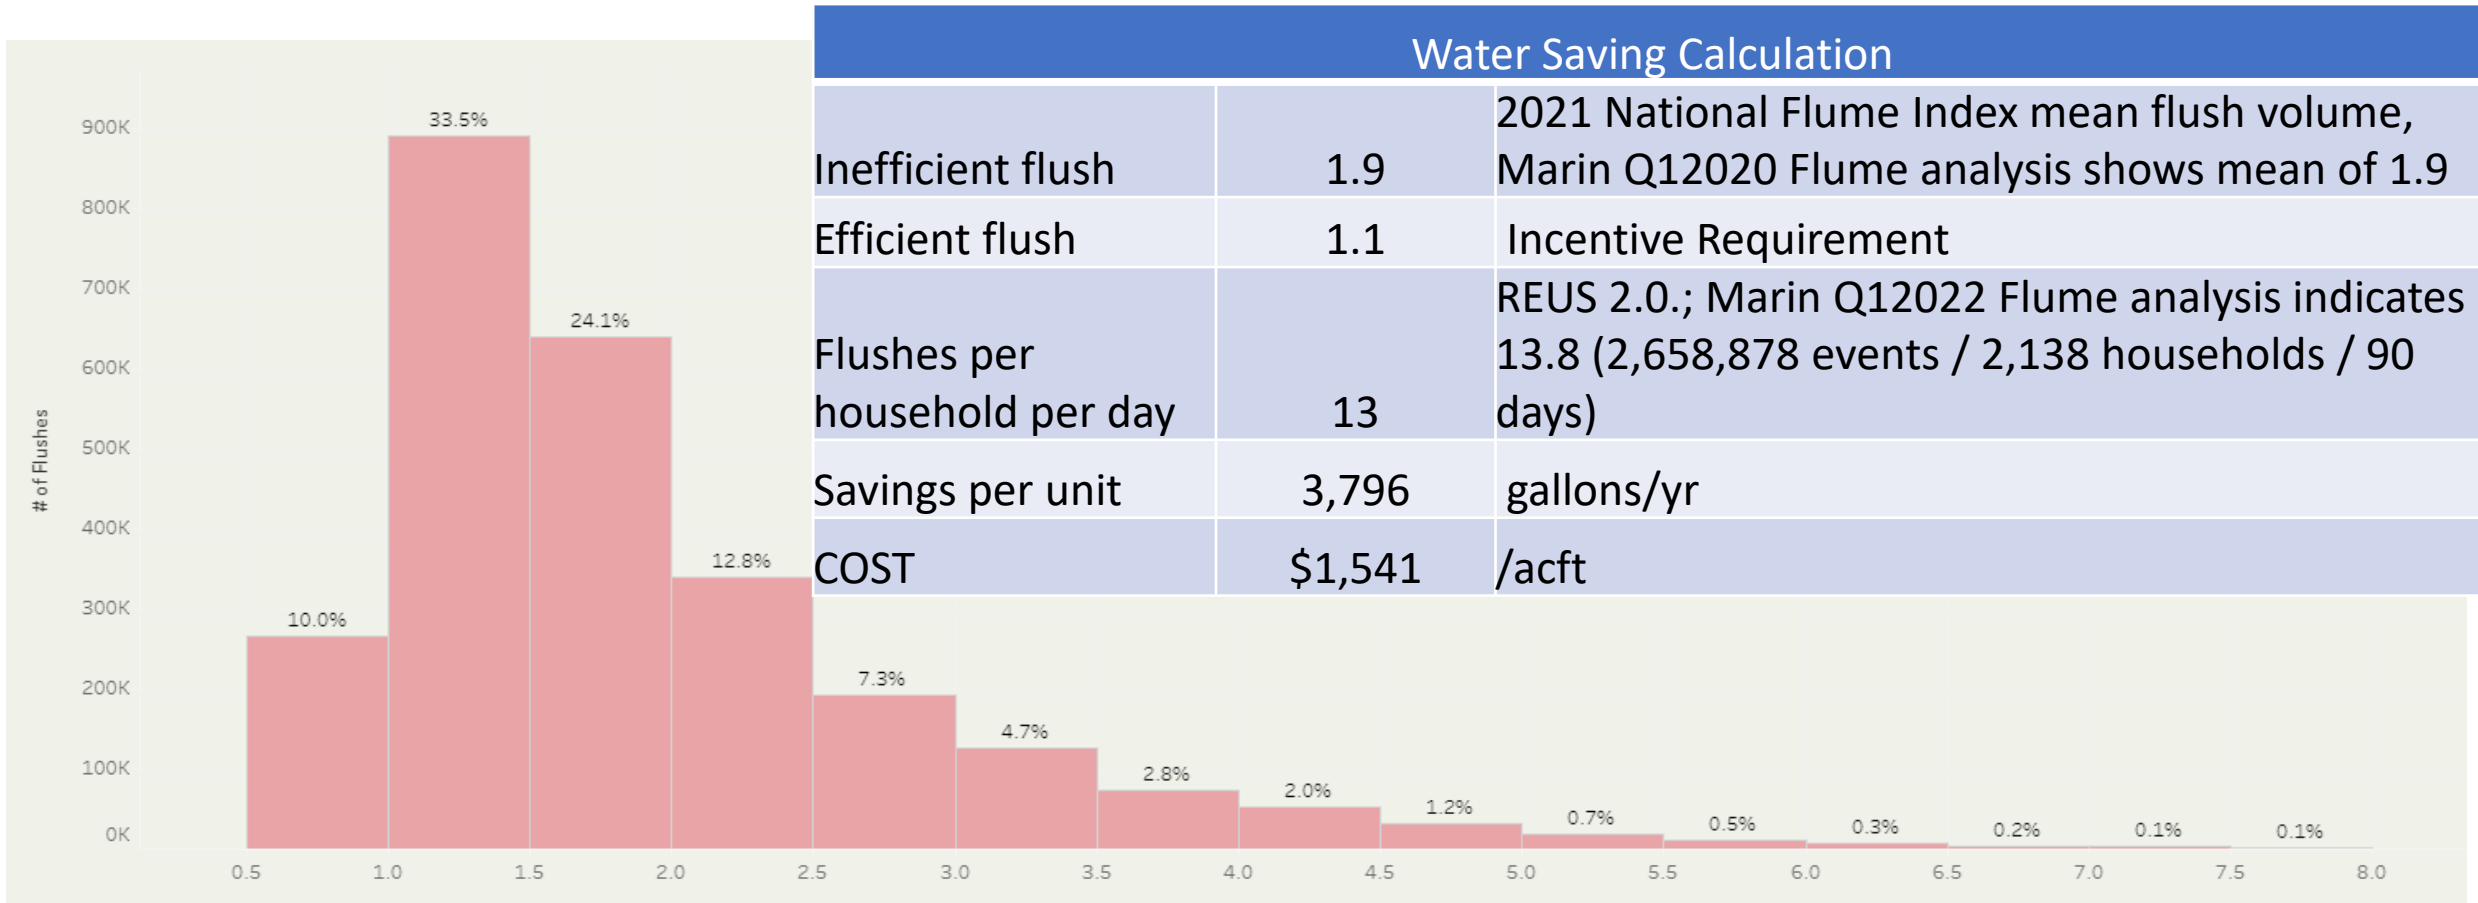 Water Saving Calculation
Inefficient flush
1.9
2021 National Flume Index mean flush volume,
Marin Q12020 Flume analysis shows mean of 1.9
Efficient flush
1.1
Incentive Requirement
Flushes per
household per day
13
REUS 2.0.; Marin Q12022 Flume analysis indicates
13.8 (2,658,878 events / 2,138 households / 90
days)
Savings per unit
3,796
gallons/yr
COST
$1,541
/acft
# of Flushes
900K
800K
700K
600K
500K
400K
300K
200K
100K
0K
10.0%
33.5%
24.1%
12.8%
7.3%
4.7%
2.8%
2.0%
1.2%
0.7%
0.5%
0.3%
0.2%
0.1%
0.1%
0.5
1.0
1.5
2.0
2.5
3.0
3.5
4.0
4.5
5.0
5.5
6.0
6.5
7.0
7.5
8.0